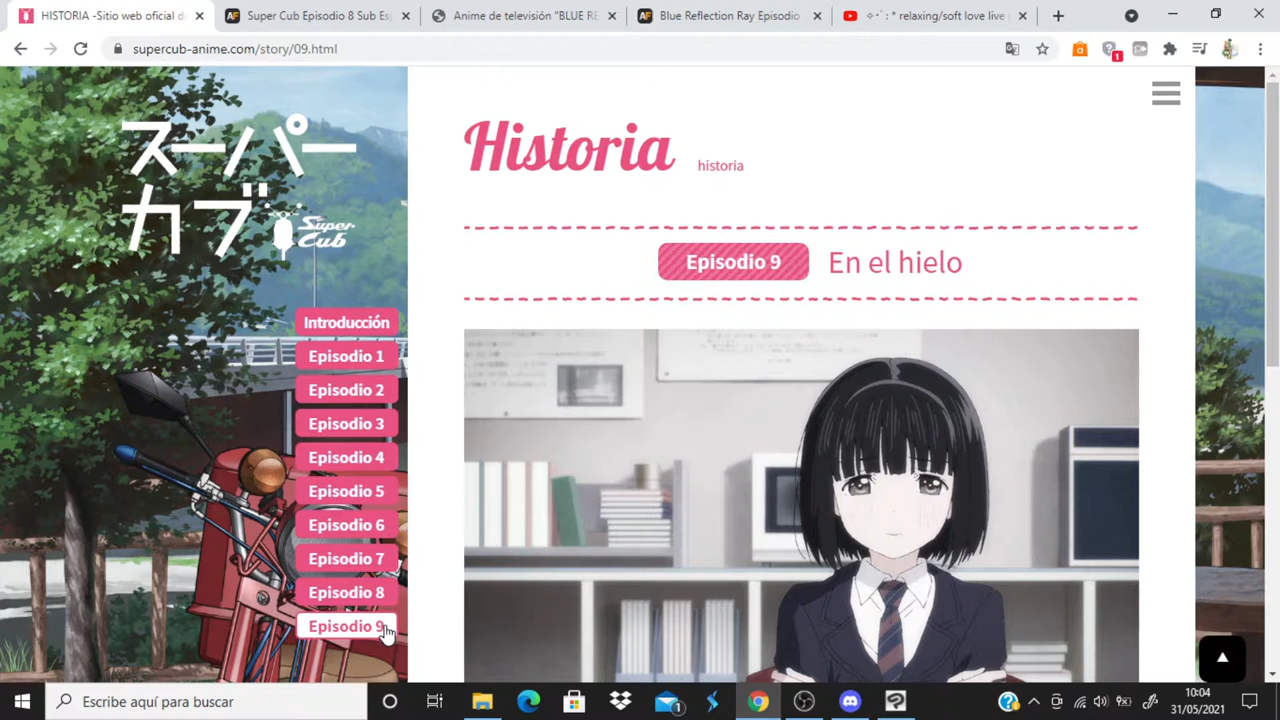 HISTORIA -Sitio web oficial d
Super Cub Episodio 8 Sub Es
Anime de televisión "BLUE RE
Blue Reflection Ray Episodio
✧･ﾟ: * relaxing/soft love live
supercub-anime.com/story/09.html
1
スーパー
カブ
Super
Cub
Historia
historia
Episodio 9
En el hielo
Introducción
Episodio 1
Episodio 2
Episodio 3
Episodio 4
Episodio 5
Episodio 6
Episodio 7
Episodio 8
Episodio 9
Escribe aquí para buscar
1
10:04
31/05/2021